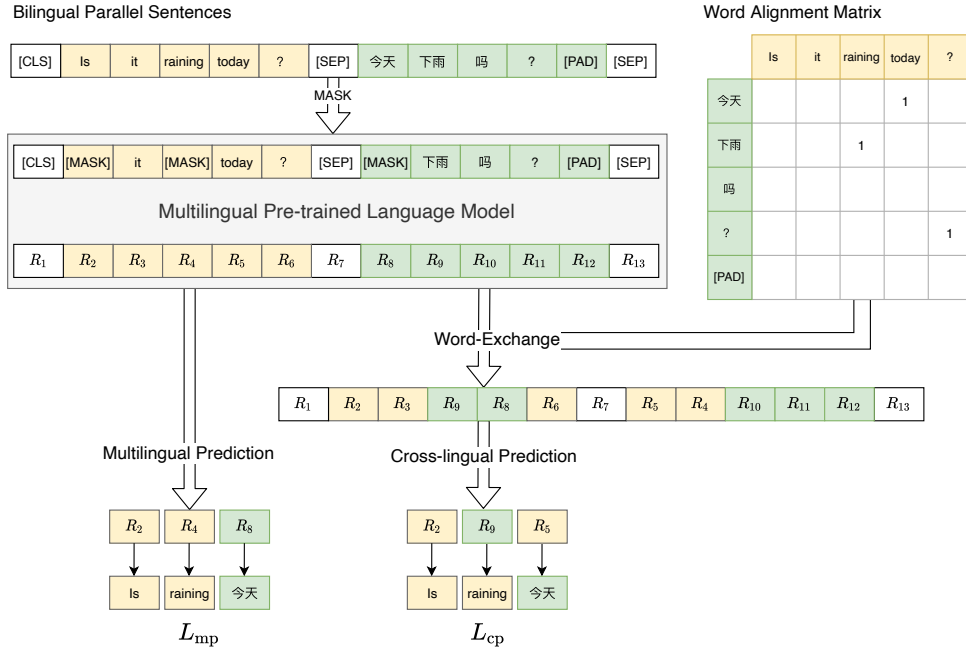 Bilingual Parallel Sentences
Word Alignment Matrix
[CLS] Is it raining today ? [SEP] 今天 下雨 吗 ? [PAD] [SEP]
MASK
[CLS] [MASK] it [MASK] today ? [SEP] [MASK] 下雨 吗 ? [PAD] [SEP]
Multilingual Pre-trained Language Model
R1 R2 R3 R4 R5 R6 R7 R8 R9 R10 R11 R12 R13
Is it raining today ?
今天 1
下雨 1
吗
? 1
[PAD]
Word-Exchange
R1 R2 R3 R9 R8 R6 R7 R5 R4 R10 R11 R12 R13
Multilingual Prediction
Cross-lingual Prediction
R2 R4 R8
Is raining 今天
Lmp
R2 R9 R5
Is raining 今天
Lcp